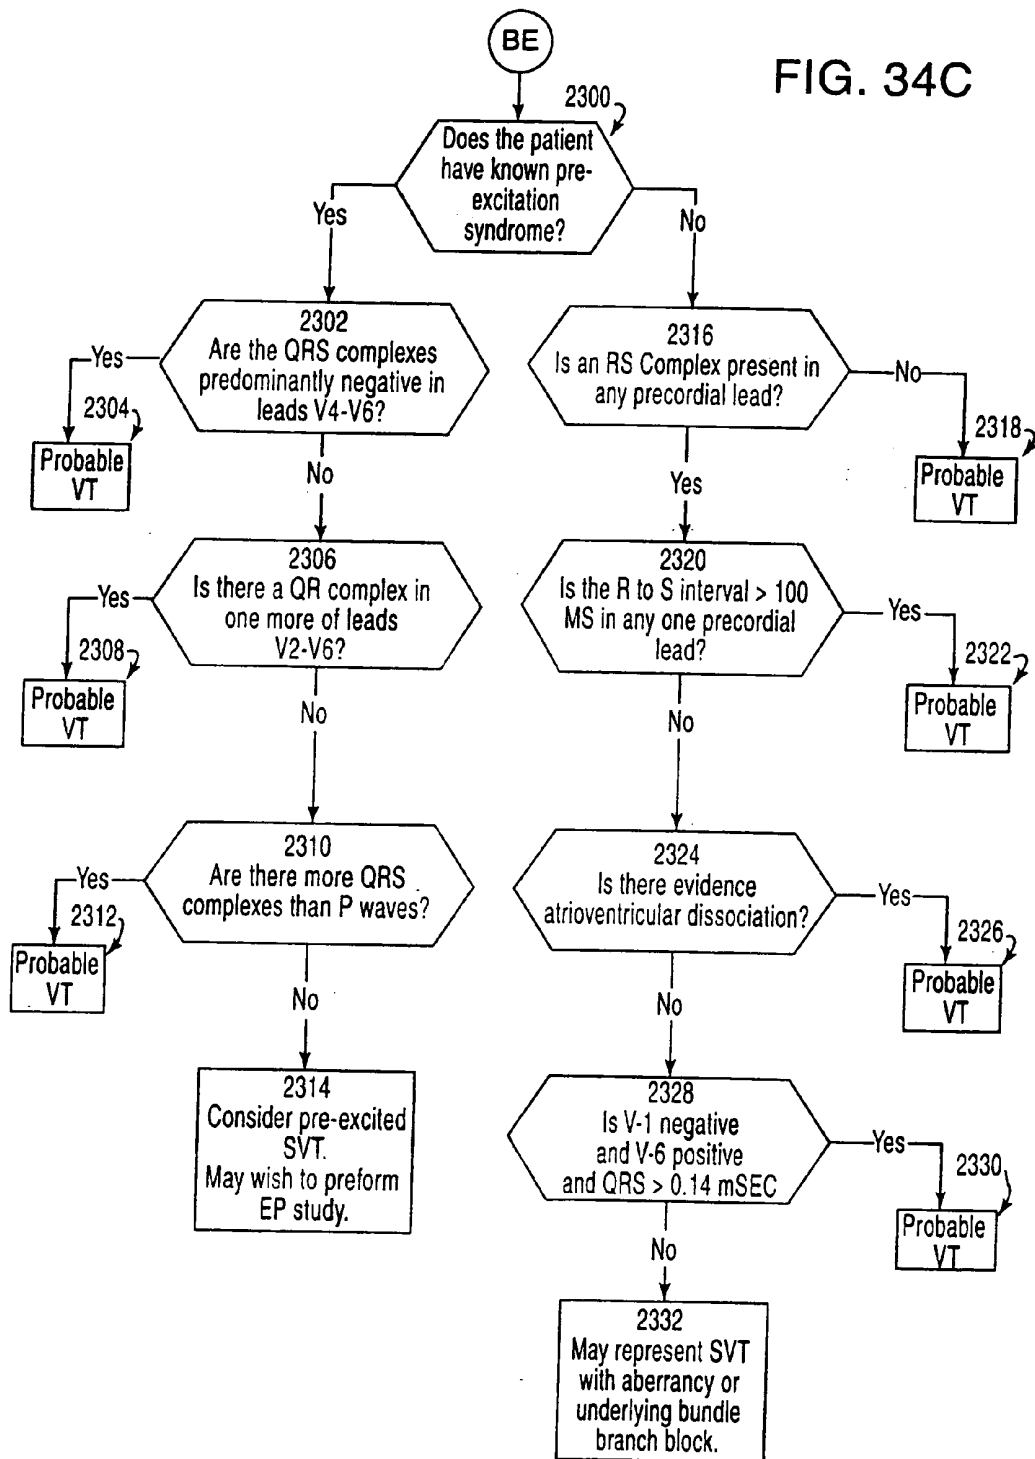 BE
FIG. 34C
2300
Does the patient
have known pre-
excitation
syndrome?
Yes
No
2302
Are the QRS complexes
predominantly negative in
leads V4-V6?
Yes
2304
Probable
VT
No
2316
Is an RS Complex present in
any precordial lead?
No
2318
Probable
VT
Yes
2306
Is there a QR complex in
one more of leads
V2-V6?
Yes
2308
Probable
VT
No
2320
Is the R to S interval > 100
MS in any one precordial
lead?
Yes
2322
Probable
VT
No
2310
Are there more QRS
complexes than P waves?
Yes
2312
Probable
VT
No
2324
Is there evidence
atrioventricular dissociation?
Yes
2326
Probable
VT
No
2314
Consider pre-excited
SVT.
May wish to preform
EP study.
2328
Is V-1 negative
and V-6 positive
and QRS > 0.14 mSEC
Yes
2330
Probable
VT
No
2332
May represent SVT
with aberrancy or
underlying bundle
branch block.